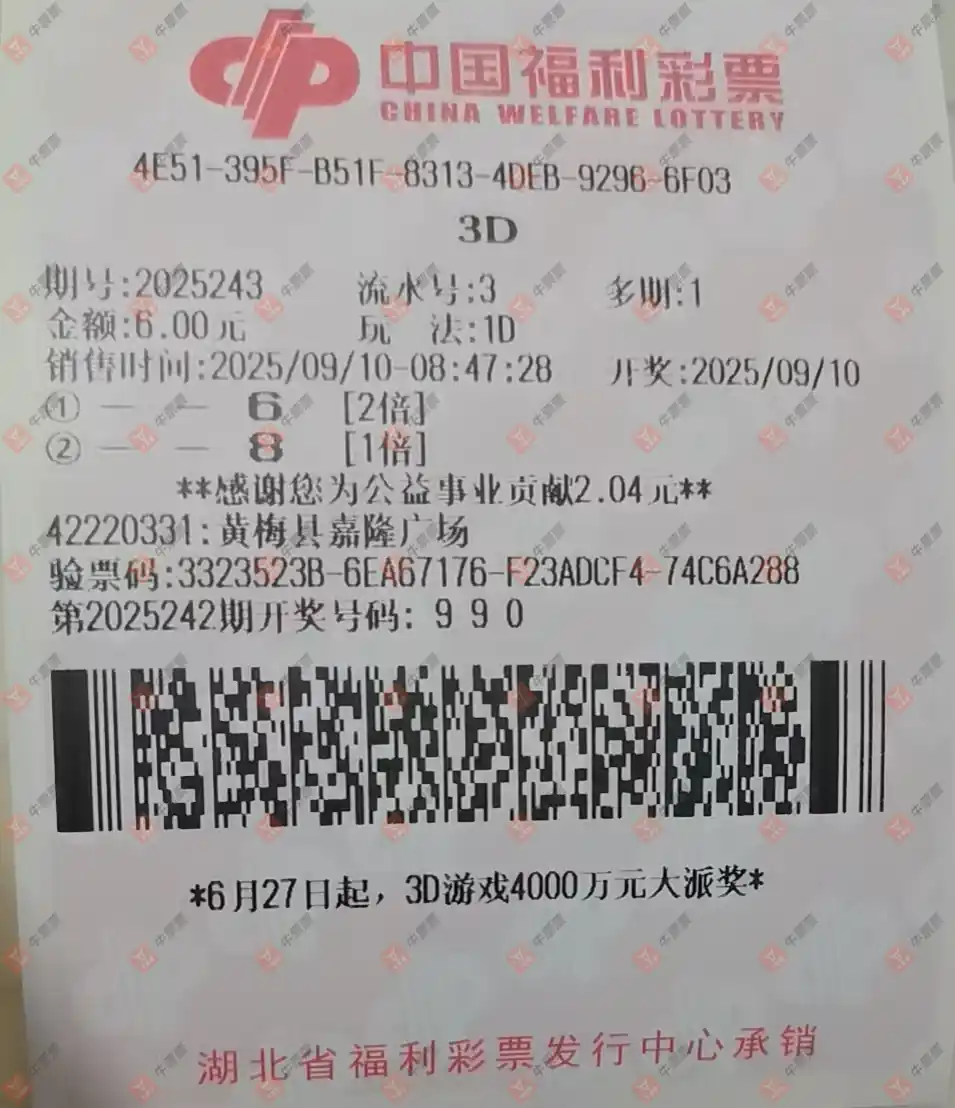 中国福利彩票
CHINA WELFARE LOTTERY
4E51-395F-B51F-8313-4DEB-9296-6F03
3D
期号:2025243 流水号:3 多期:1
金额:6.00元 玩 法:1D
销售时间:2025/09/10-08:47:28 开奖:2025/09/10
① — — 6 [2倍]
② — — 8 [1倍]
**感谢您为公益事业贡献2.04元**
42220331:黄梅县嘉隆广场
验票码:3323523B-6EA67176-F23ADCF4-74C6A288
第2025242期开奖号码: 9 9 0
*6月27日起，3D游戏4000万元大派奖*
湖北省福利彩票发行中心承销